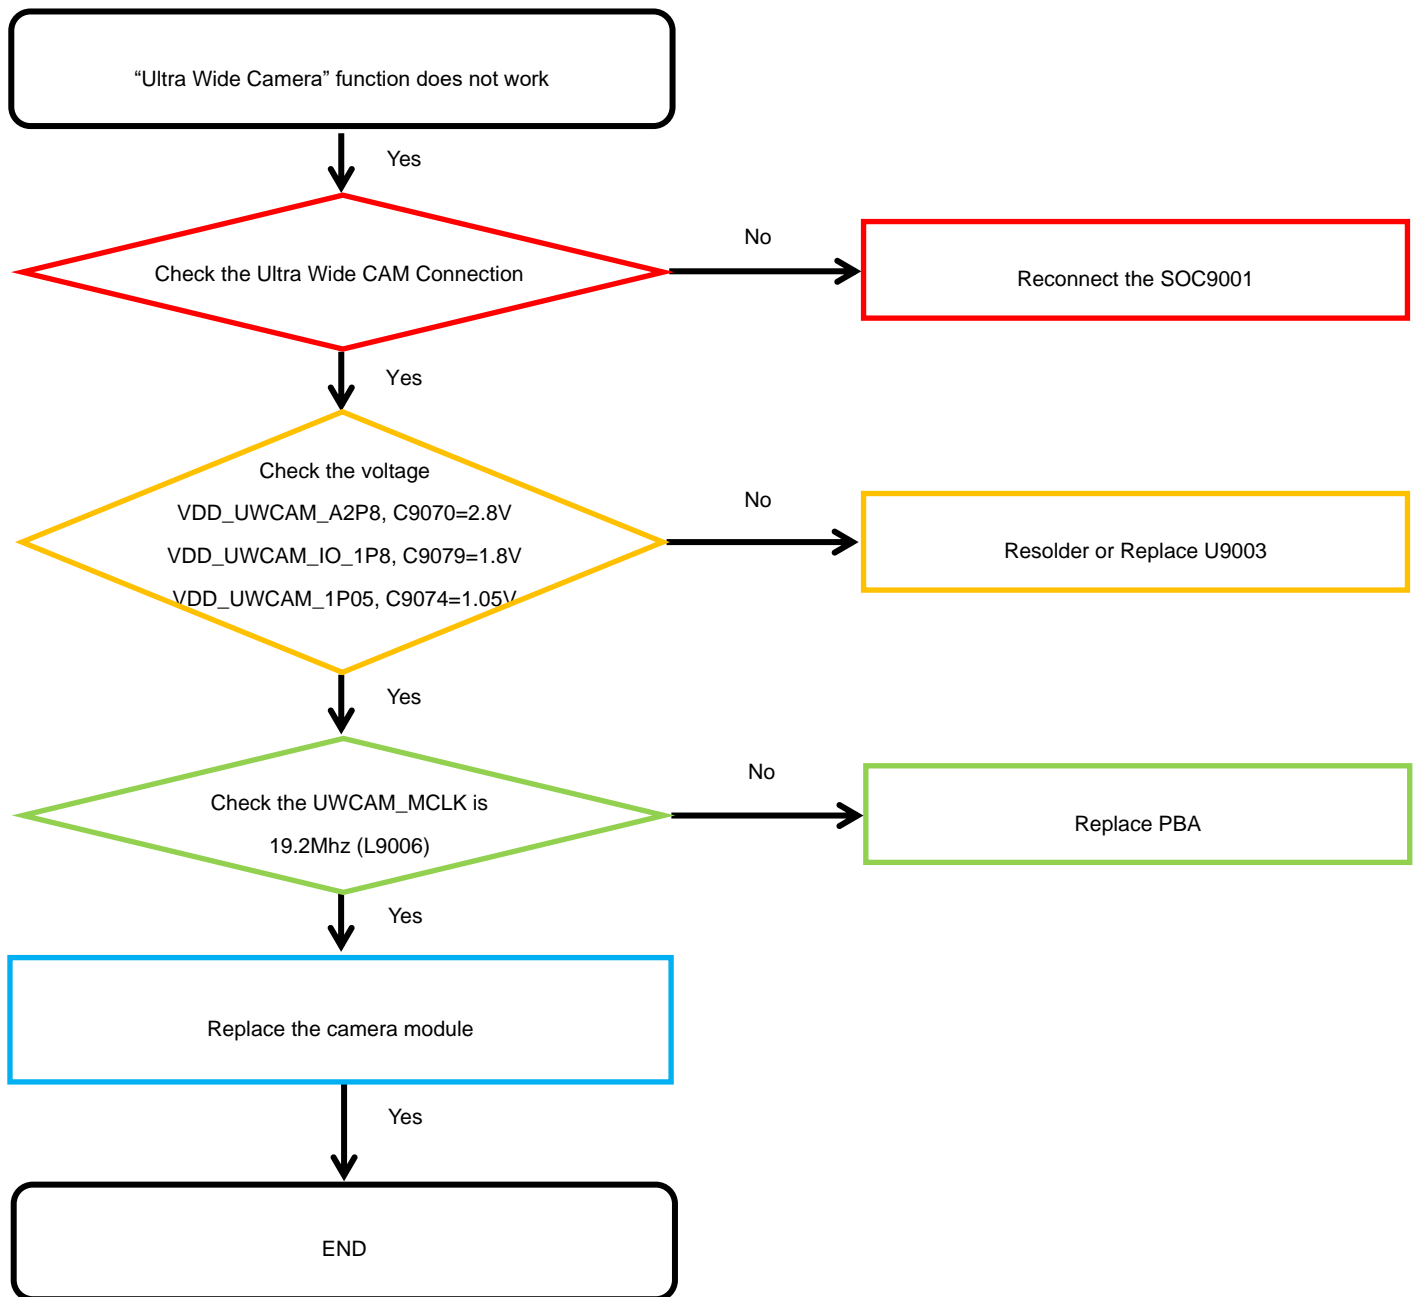 “Ultra Wide Camera” function does not work
Yes
Check the Ultra Wide CAM Connection
No
Reconnect the SOC9001
Yes
Check the voltage
VDD_UWCAM_A2P8, C9070=2.8V
VDD_UWCAM_IO_1P8, C9079=1.8V
VDD_UWCAM_1P05, C9074=1.05V
No
Resolder or Replace U9003
Yes
Check the UWCAM_MCLK is
19.2Mhz (L9006)
No
Replace PBA
Yes
Replace the camera module
Yes
END